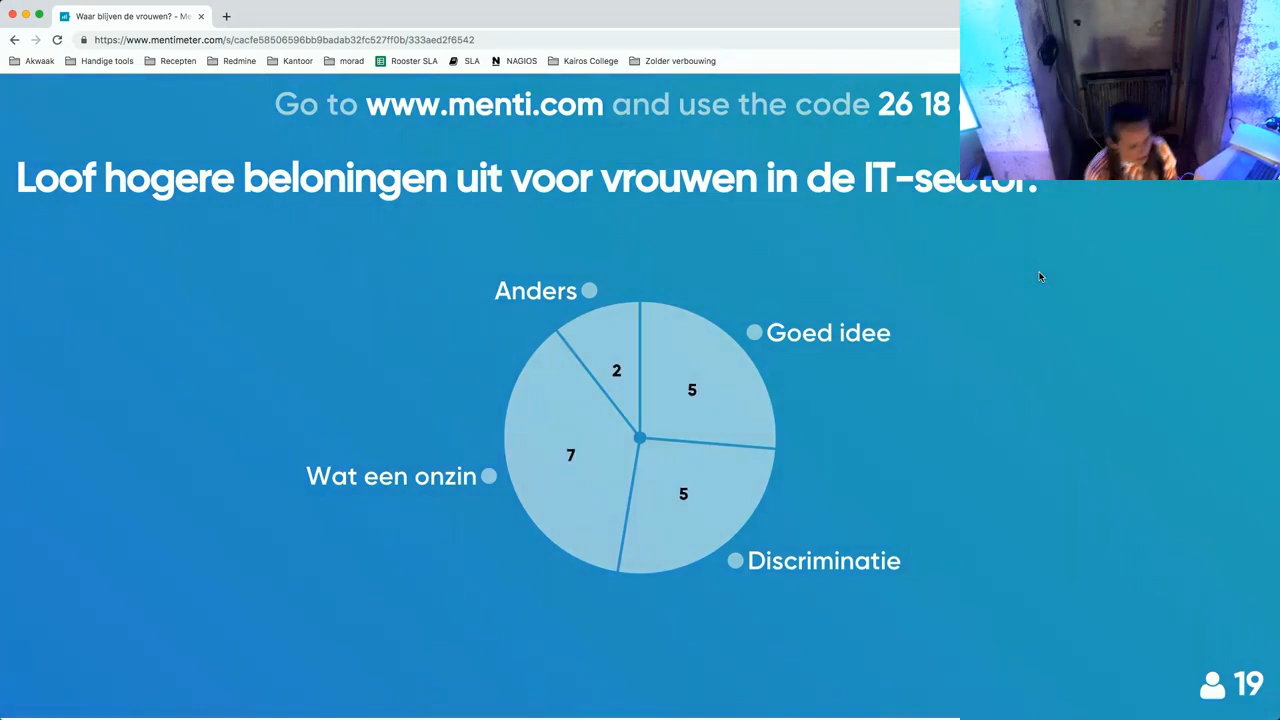 Waar blijven de vrouwen? - Me
https://www.mentimeter.com/s/cacfe58506596bb9badab32fc527ff0b/333aed2f6542
Akwaak Handige tools Recepten Redmine Kantoor morad Rooster SLA SLA NAGIOS Kairos College Zolder verbouwing
Go to www.menti.com and use the code 26 18
Loof hogere beloningen uit voor vrouwen in de IT-sector.
Anders
Goed idee
2
5
7
Wat een onzin
5
Discriminatie
19